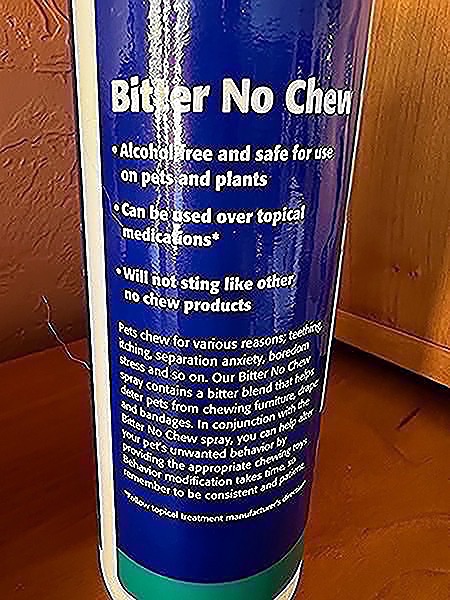 Bitter No Chew
•Alcohol free and safe for use
on pets and plants
•Can be used over topical
medications*
•Will not sting like other
no chew products
Pets chew for various reasons; teething,
itching, separation anxiety, boredom
stress and so on. Our Bitter No Chew
spray contains a bitter blend that helps
deter pets from chewing furniture, drape
and bandages. In conjunction with the
Bitter No Chew spray, you can help alter
your pet's unwanted behavior by
providing the appropriate chewing toys.
Behavior modification takes time, so
remember to be consistent and patient.
*Follow topical treatment manufacturer's direction